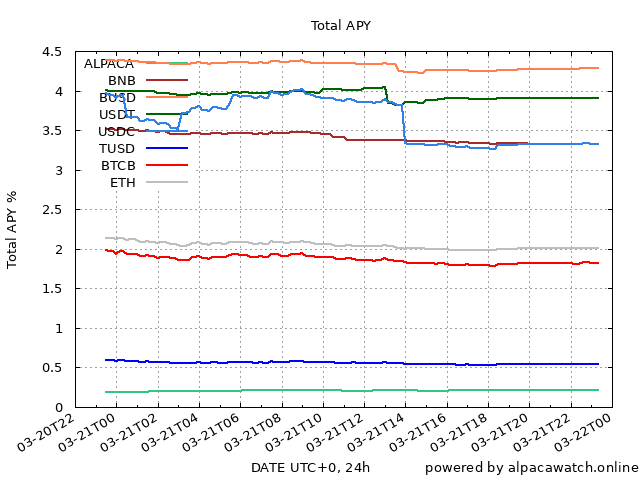 Total APY
Total APY %
4.5
4
3.5
3
2.5
2
1.5
1
0.5
0
ALPACA
BNB
BUSD
USDT
USDC
TUSD
BTCB
ETH
03-20T22
03-21T00
03-21T02
03-21T04
03-21T06
03-21T08
03-21T10
03-21T12
03-21T14
03-21T16
03-21T18
03-21T20
03-21T22
03-22T00
DATE UTC+0, 24h
powered by alpacawatch.online